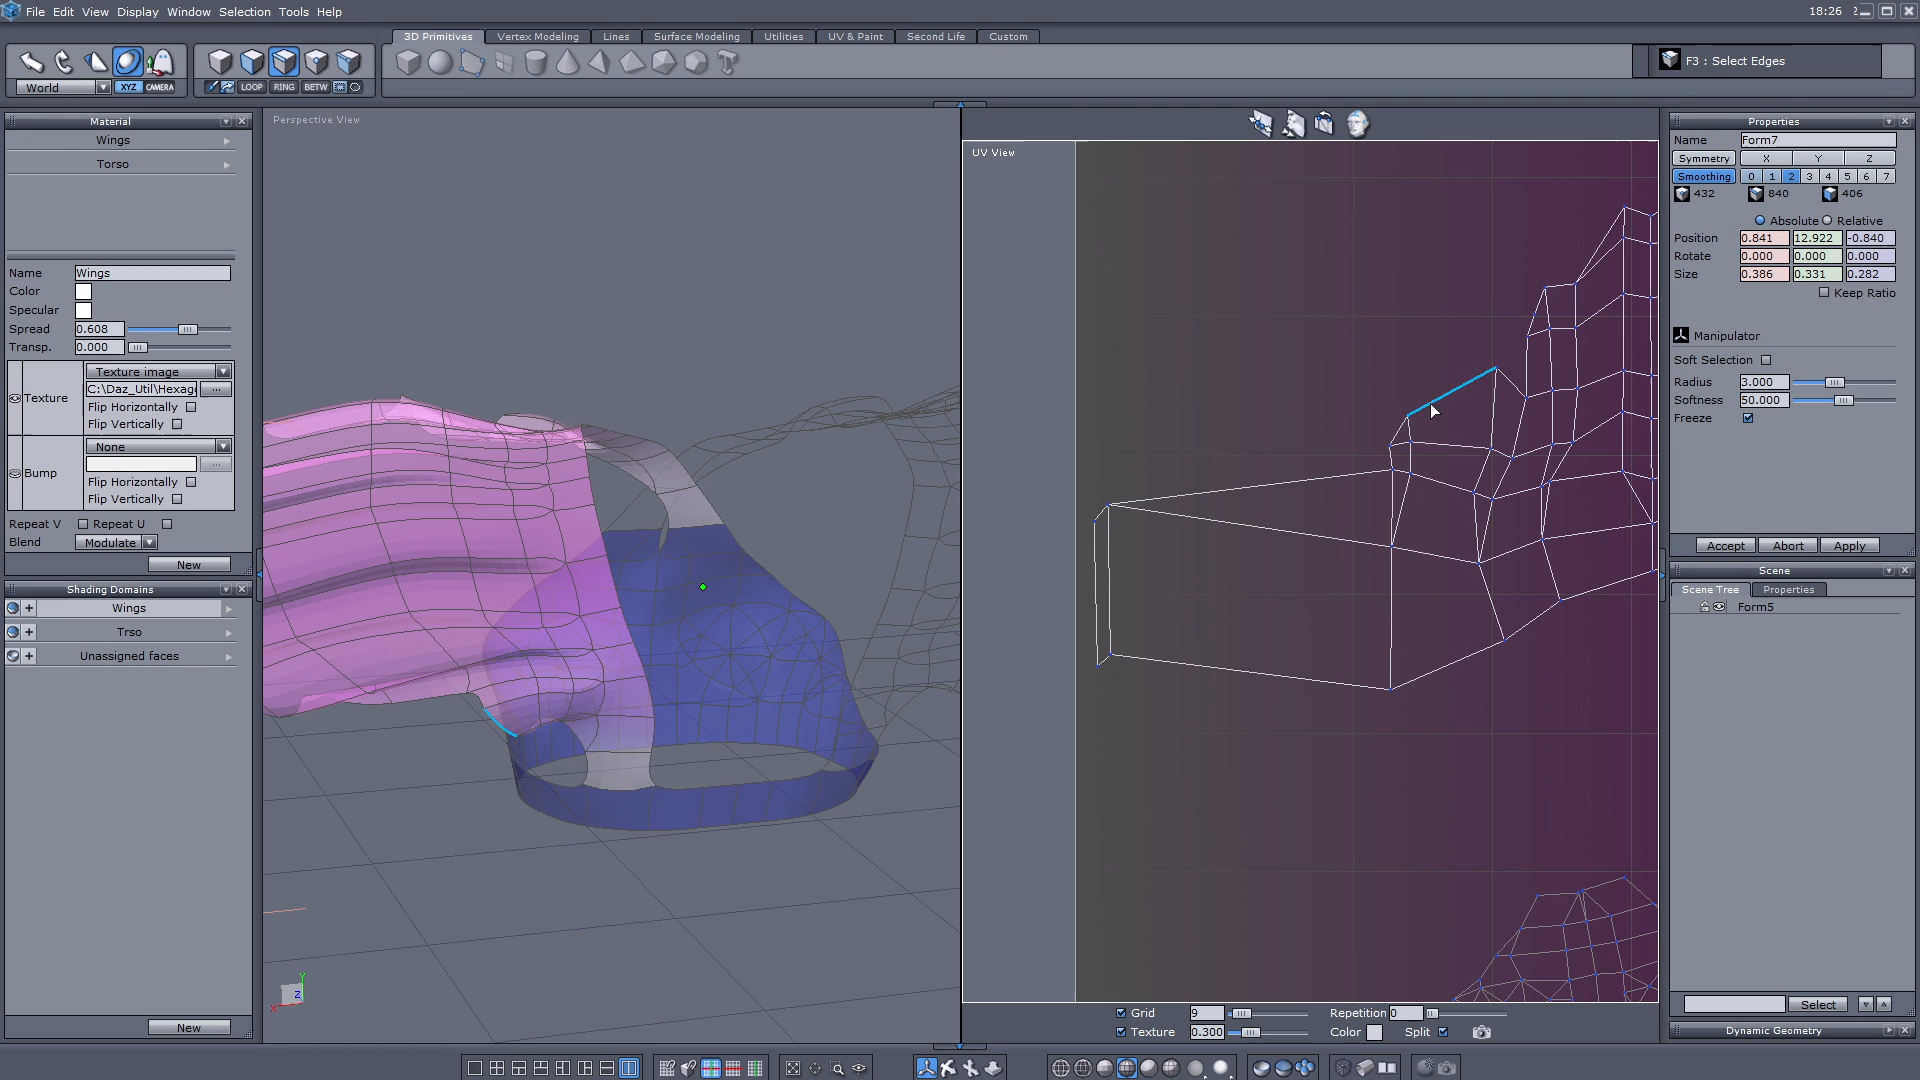 File Edit View Display Window Selection Tools Help
18:26
3D Primitives Vertex Modeling Lines Surface Modeling Utilities UV & Paint Second Life Custom
F3 : Select Edges
World XYZ CAMERA LOOP RING BETW
Material
Wings
Torso
Name Wings
Color
Specular
Spread 0.608
Transp. 0.000
Texture
Texture image
C:\Daz_Util\Hexag ...
Flip Horizontally
Flip Vertically
Bump
None
...
Flip Horizontally
Flip Vertically
Repeat V Repeat U
Blend Modulate
New
Shading Domains
Wings
Trso
Unassigned faces
New
Perspective View
Y
Z
X
UV View
Grid 9 Repetition 0
Texture 0.300 Color Split
Properties
Name Form7
Symmetry X Y Z
Smoothing 0 1 2 3 4 5 6 7
432 840 406
Absolute Relative
Position 0.841 12.922 -0.840
Rotate 0.000 0.000 0.000
Size 0.386 0.331 0.282
Keep Ratio
Manipulator
Soft Selection
Radius 3.000
Softness 50.000
Freeze
Accept Abort Apply
Scene
Scene Tree Properties
Form5
Select
Dynamic Geometry